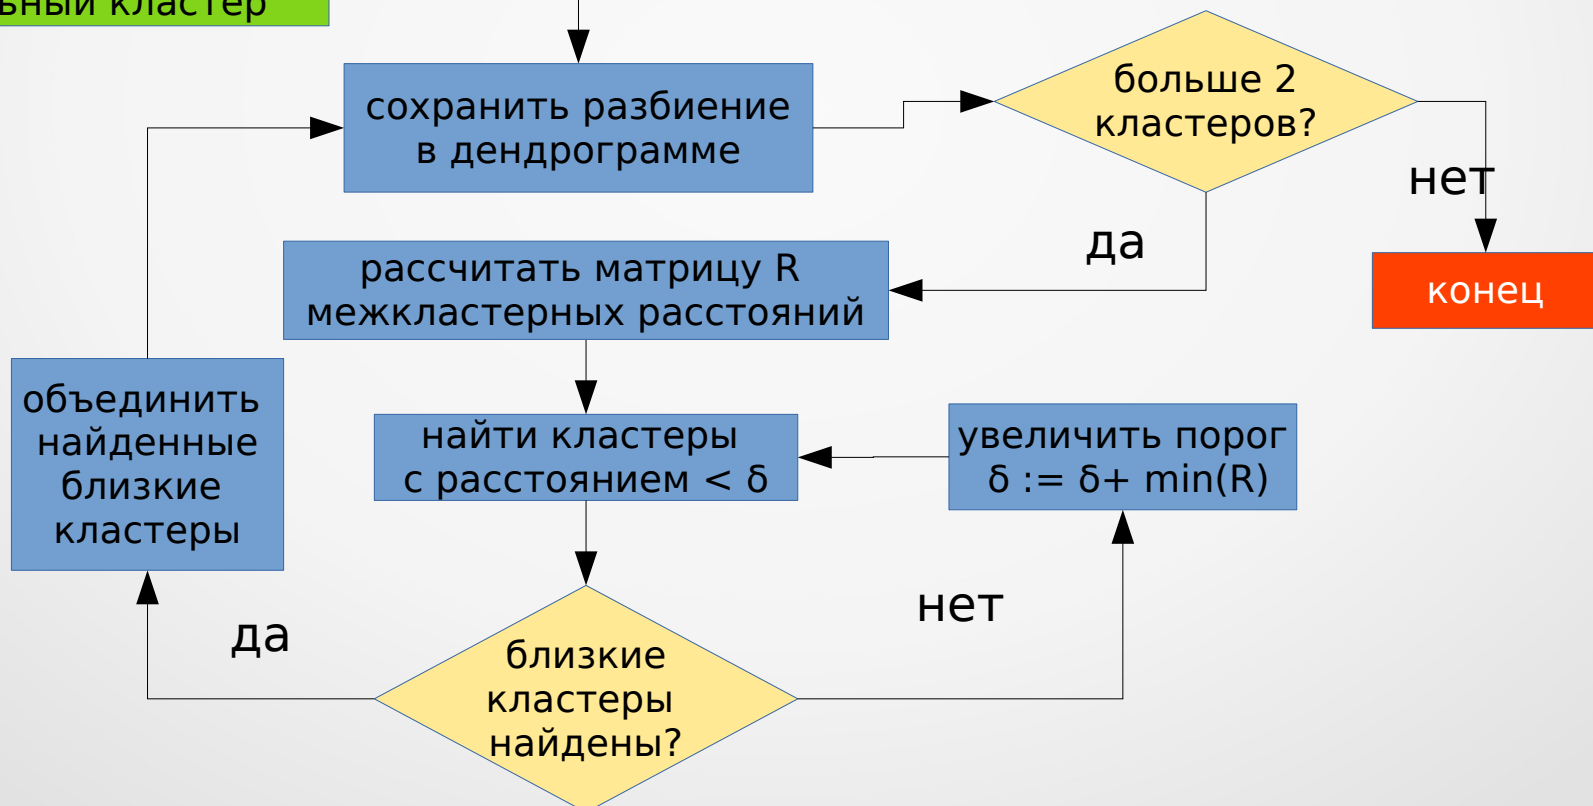 кластер
сохранить разбиение
в дендрограмме
больше 2
кластеров?
нет
да
рассчитать матрицу R
межкластерных расстояний
конец
объединить
найденные
близкие
кластеры
найти кластеры
с расстоянием < δ
увеличить порог
δ := δ+ min(R)
нет
да
близкие
кластеры
найдены?